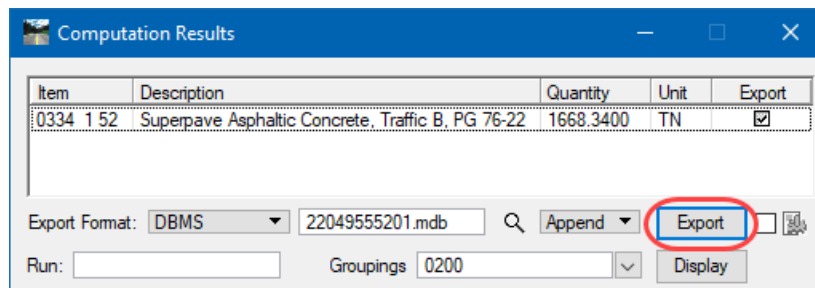 Computation Results
Item Description Quantity Unit Export
0334 1 52 Superpave Asphaltic Concrete, Traffic B, PG 76-22 1668.3400 TN
Export Format: DBMS 22049555201.mdb Append Export
Run: Groupings 0200 Display